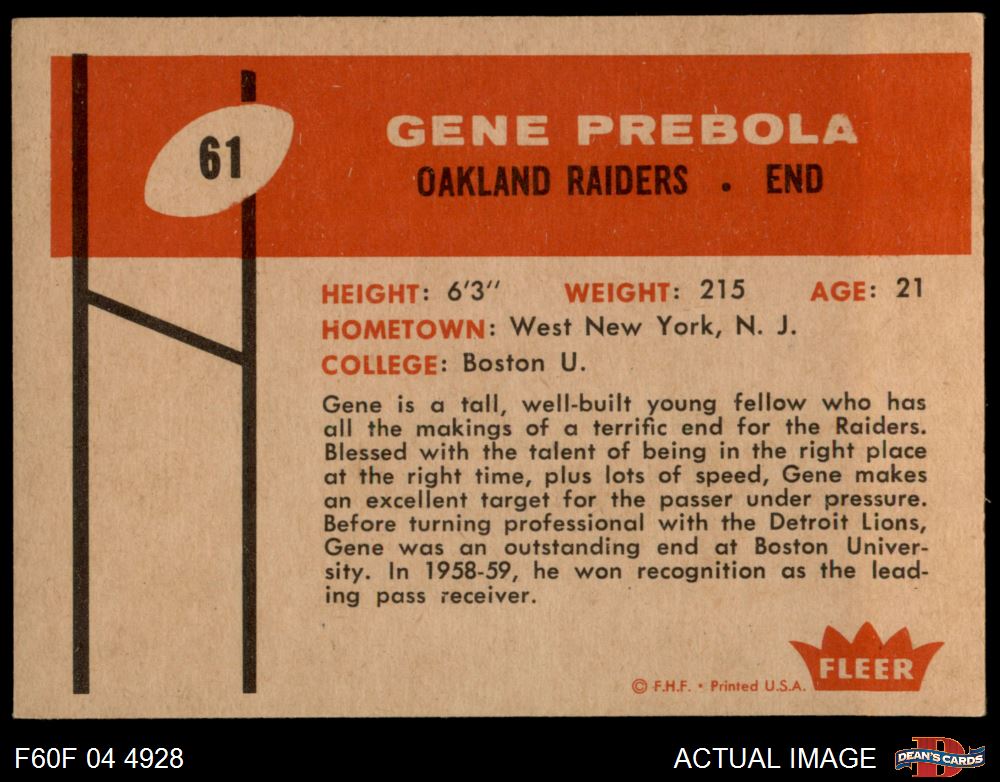 61
GENE PREBOLA
OAKLAND RAIDERS . END
HEIGHT: 6'3" WEIGHT: 215 AGE: 21
HOMETOWN: West New York, N. J.
COLLEGE: Boston U.
Gene is a tall, well-built young fellow who has
all the makings of a terrific end for the Raiders.
Blessed with the talent of being in the right place
at the right time, plus lots of speed, Gene makes
an excellent target for the passer under pressure.
Before turning professional with the Detroit Lions,
Gene was an outstanding end at Boston Univer-
sity. In 1958-59, he won recognition as the lead-
ing pass receiver.
FLEER
© F.H.F. • Printed U.S.A.
F60F 04 4928
ACTUAL IMAGE
D
DEAN'S CARDS